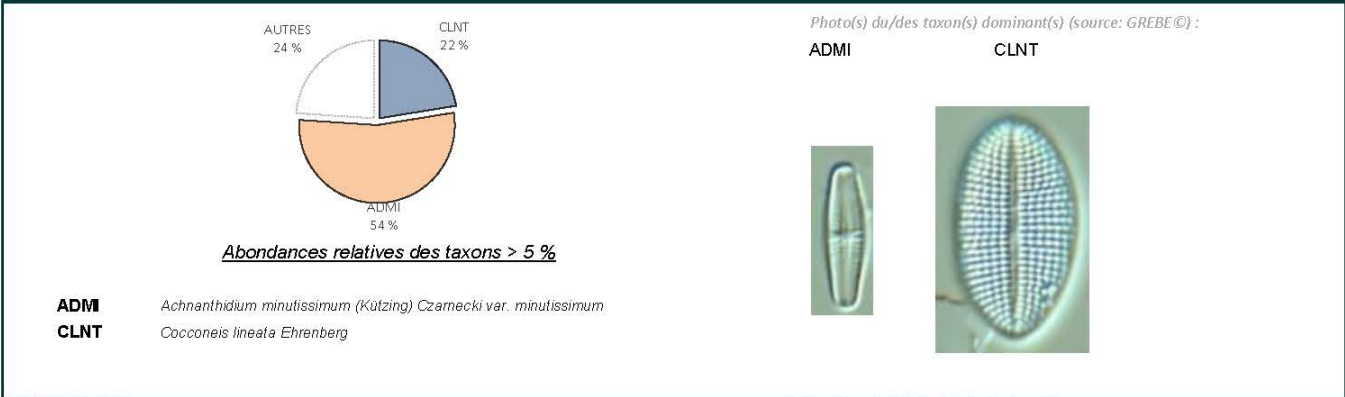 AUTRES
24 %
CLNT
22 %
ADMI
54 %
Abondances relatives des taxons > 5 %
ADMI Achnanthidium minutissimum (Kützing) Czarnecki var. minutissimum
CLNT Cocconeis lineata Ehrenberg
Photo(s) du/des taxon(s) dominant(s) (source: GREBE©) :
ADMI CLNT